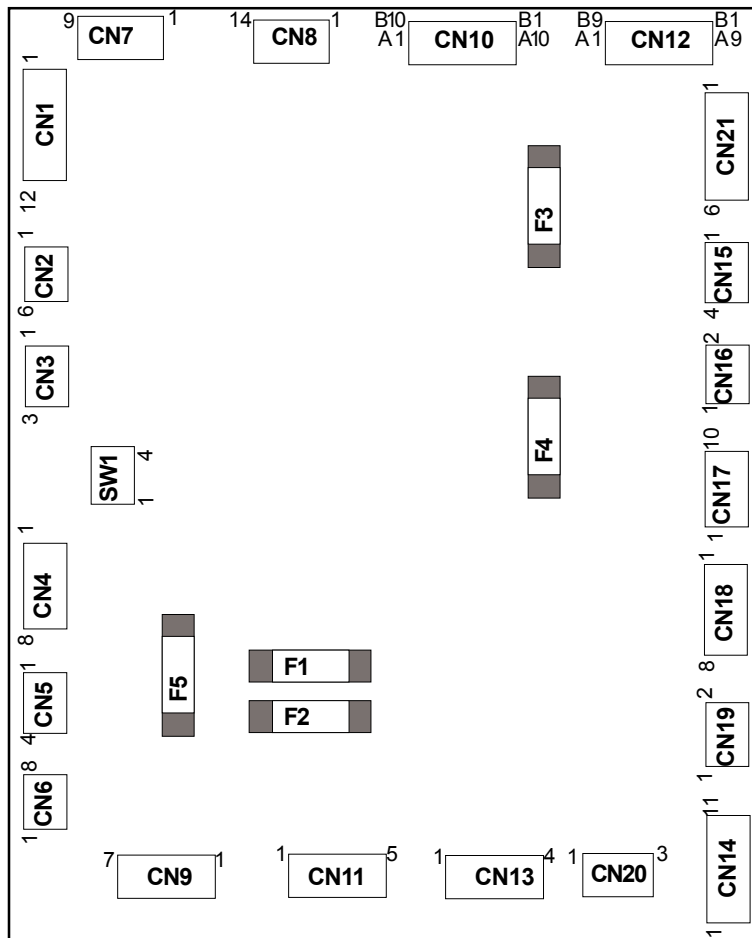 9 CN7 1
14 CN8 1
B10 B1
A1 CN10 A10
B9 B1
A1 CN12 A9
1 CN1 12
1 CN2 6
1 CN3 3
SW1 4 1
1 CN4 8
1 CN5 4
8 CN6 1
F3
F4
F5
F1
F2
1 CN21 6
1 CN15 4
2 CN16 1
10 CN17 1
1 CN18 8
2 CN19 1
11 CN14 1
7 CN9 1
1 CN11 5
1 CN13 4
1 CN20 3